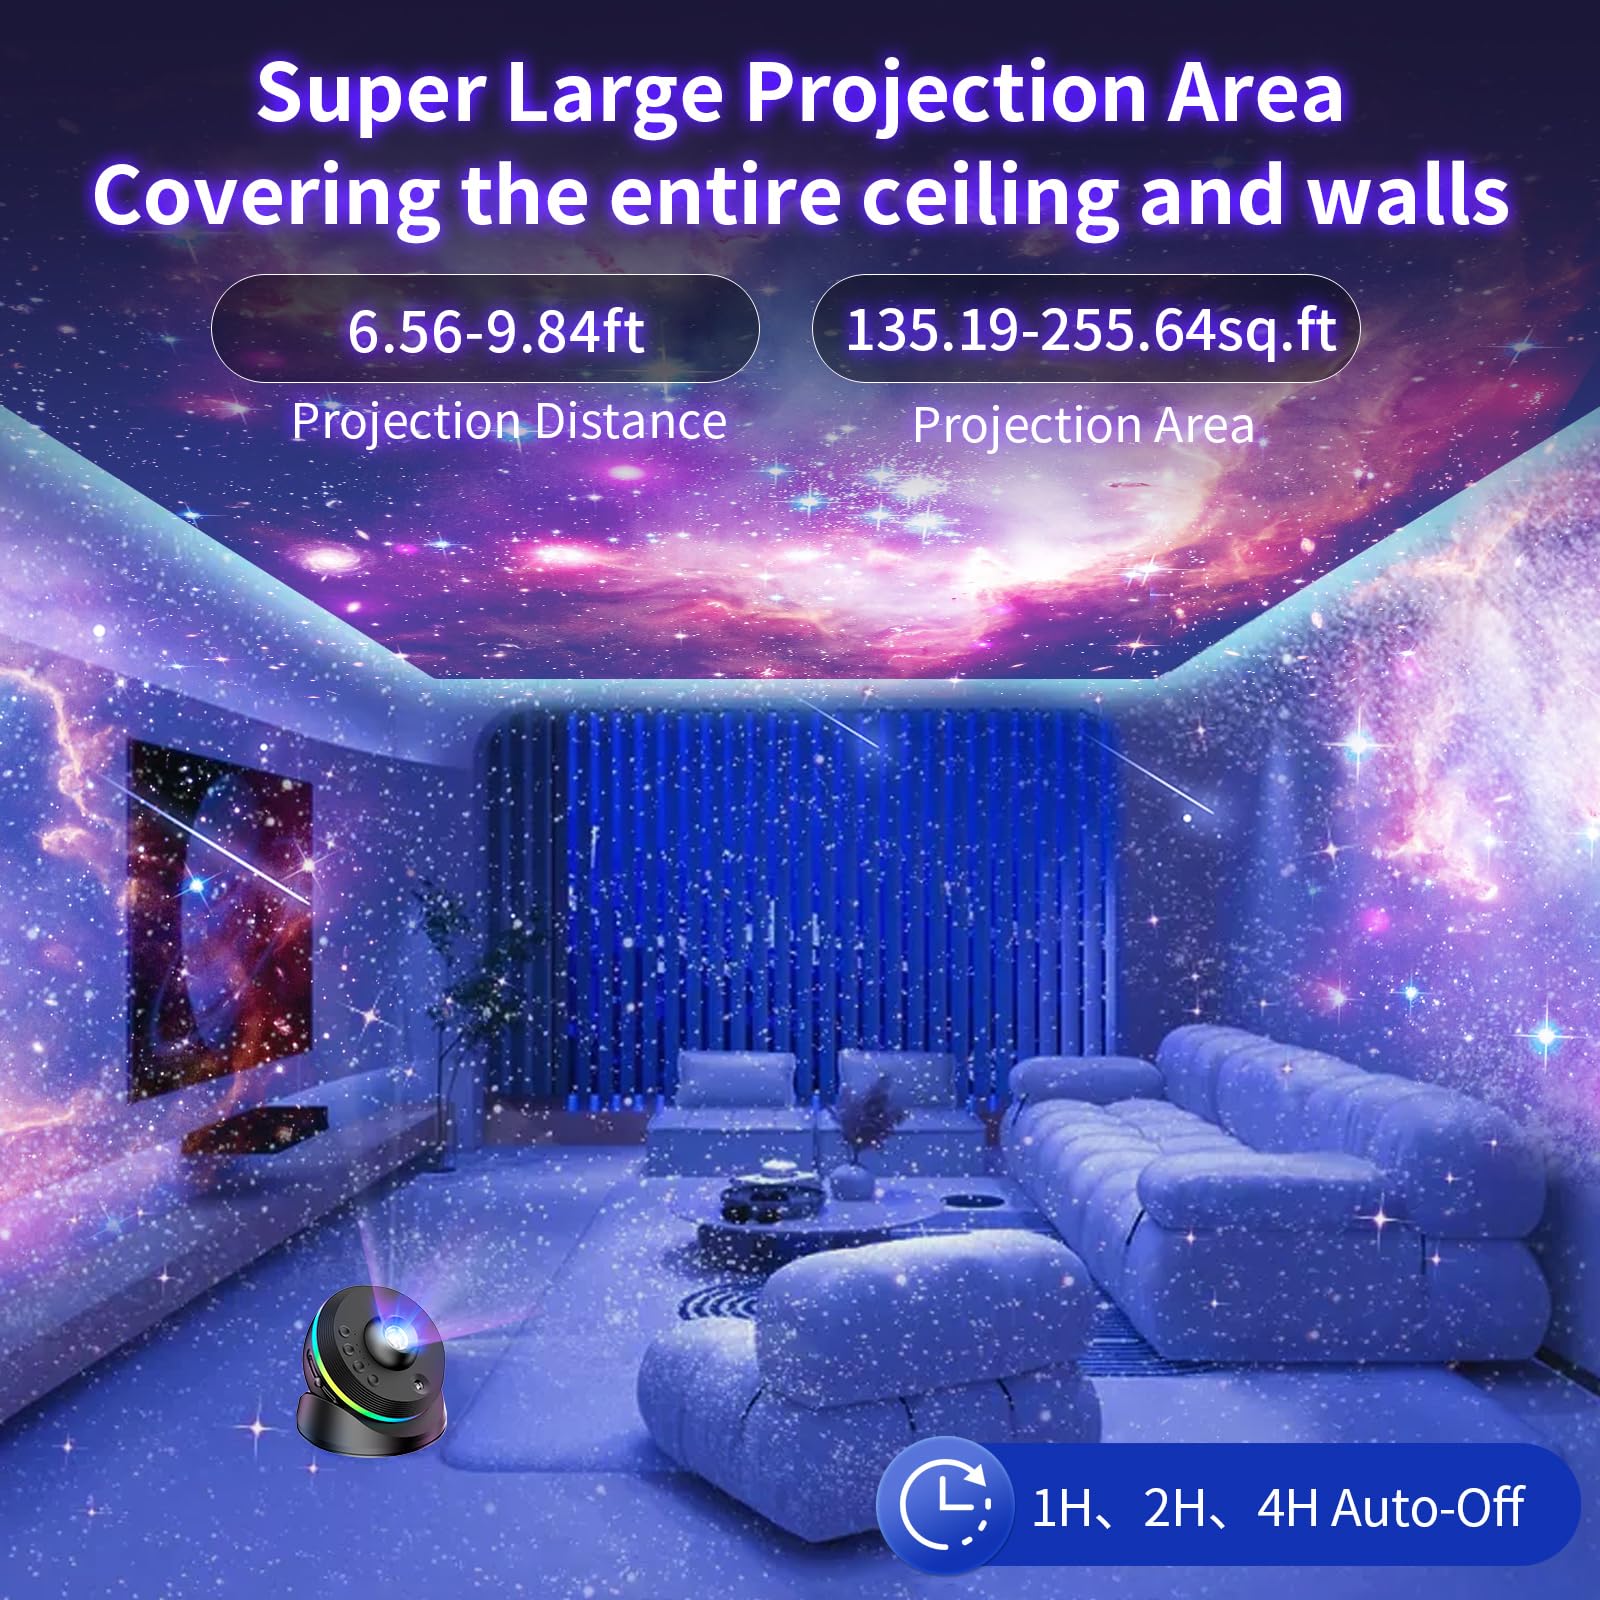 Super Large Projection Area
Covering the entire ceiling and walls
6.56-9.84ft
135.19-255.64sq.ft
Projection Distance
Projection Area
1H、2H、4H Auto-Off